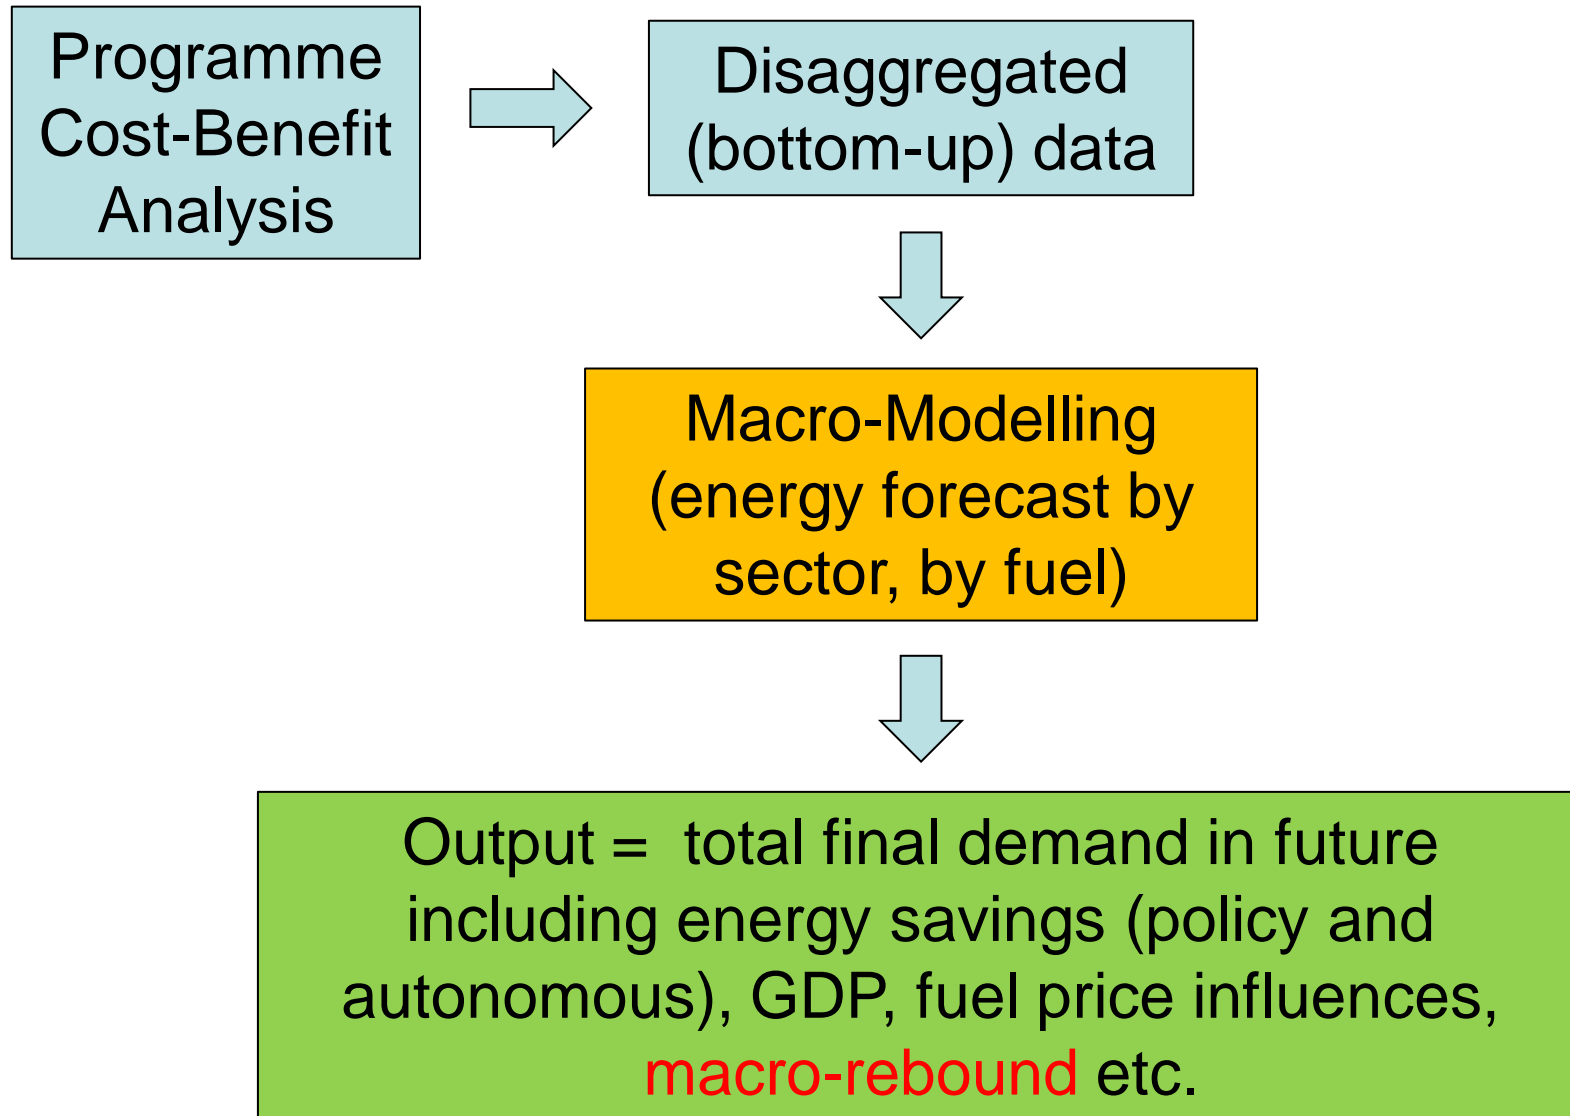 Programme
Cost-Benefit
Analysis
Disaggregated
(bottom-up) data
Macro-Modelling
(energy forecast by
sector, by fuel)
Output =  total final demand in future
including energy savings (policy and
autonomous), GDP, fuel price influences,
macro-rebound etc.